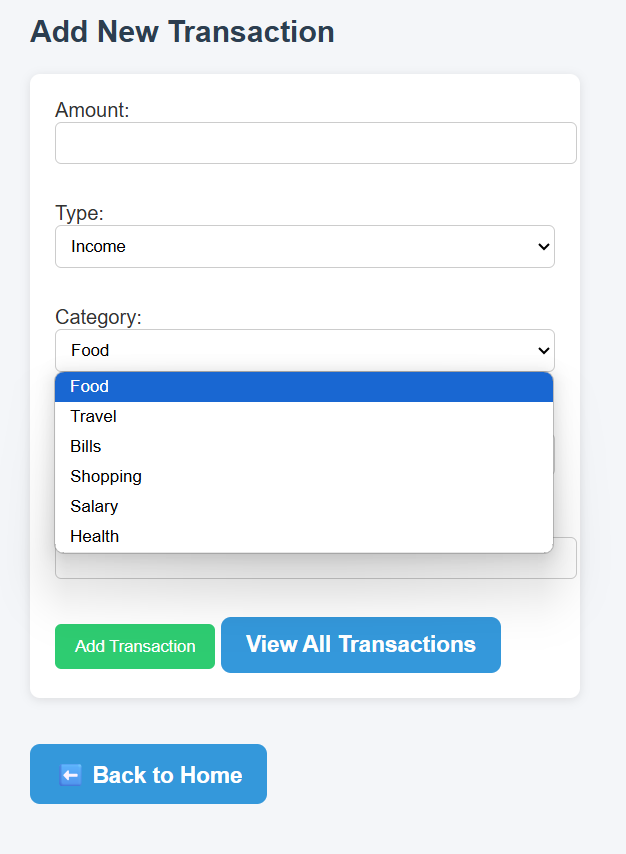 Add New Transaction
Amount:
Type:
Income
Category:
Food
Food
Travel
Bills
Shopping
Salary
Health
Add Transaction View All Transactions
Back to Home